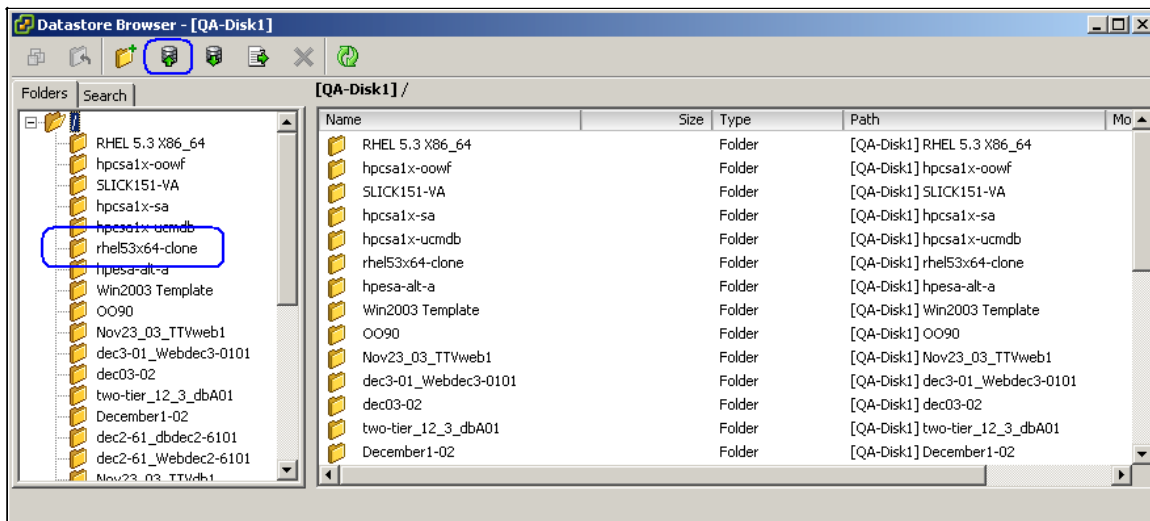 Datastore Browser - [QA-Disk1]
Folders Search
[QA-Disk1] /
/
RHEL 5.3 X86_64
hpcsa1x-oowf
SLICK151-VA
hpcsa1x-sa
hpcsa1x-ucmdb
rhel53x64-clone
hpesa-alt-a
Win2003 Template
OO90
Nov23_03_TTVweb1
dec3-01_Webdec3-0101
dec03-02
two-tier_12_3_dbA01
December1-02
dec2-61_dbdec2-6101
dec2-61_Webdec2-6101
Nov23_03_TTVdb1
Name Size Type Path Mo
RHEL 5.3 X86_64 Folder [QA-Disk1] RHEL 5.3 X86_64
hpcsa1x-oowf Folder [QA-Disk1] hpcsa1x-oowf
SLICK151-VA Folder [QA-Disk1] SLICK151-VA
hpcsa1x-sa Folder [QA-Disk1] hpcsa1x-sa
hpcsa1x-ucmdb Folder [QA-Disk1] hpcsa1x-ucmdb
rhel53x64-clone Folder [QA-Disk1] rhel53x64-clone
hpesa-alt-a Folder [QA-Disk1] hpesa-alt-a
Win2003 Template Folder [QA-Disk1] Win2003 Template
OO90 Folder [QA-Disk1] OO90
Nov23_03_TTVweb1 Folder [QA-Disk1] Nov23_03_TTVweb1
dec3-01_Webdec3-0101 Folder [QA-Disk1] dec3-01_Webdec3-0101
dec03-02 Folder [QA-Disk1] dec03-02
two-tier_12_3_dbA01 Folder [QA-Disk1] two-tier_12_3_dbA01
December1-02 Folder [QA-Disk1] December1-02